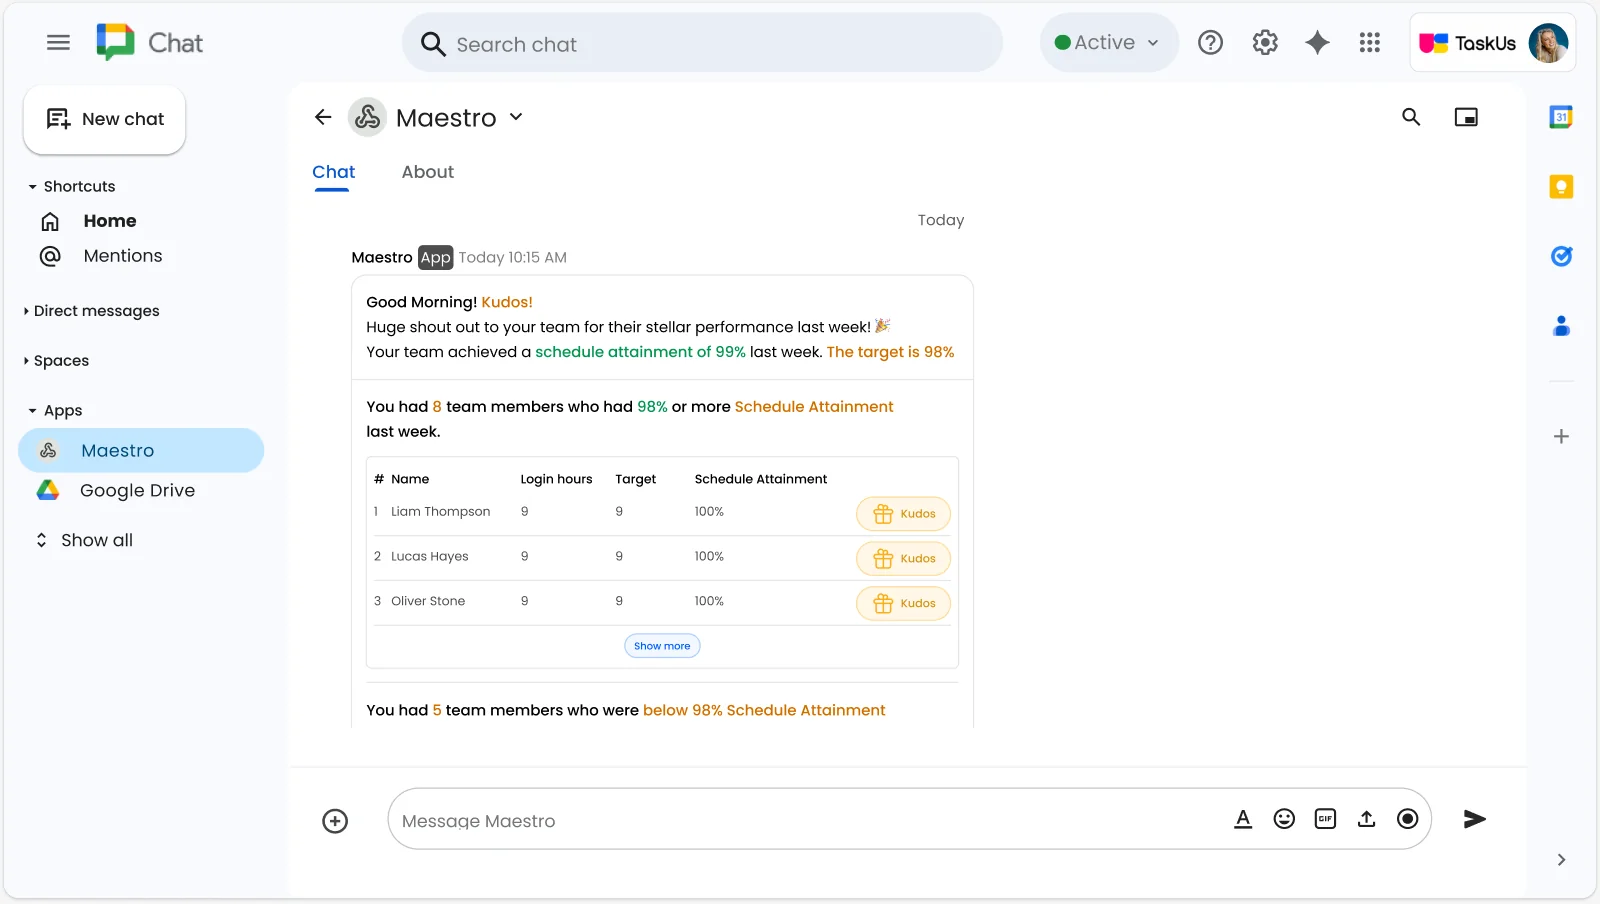 Chat
Search chat
Active
TaskUs
New chat
Shortcuts
Home
Mentions
Direct messages
Spaces
Apps
Maestro
Google Drive
Show all
Maestro
Chat
About
Today
Maestro App Today 10:15 AM
Good Morning! Kudos!
Huge shout out to your team for their stellar performance last week! 🎉
Your team achieved a schedule attainment of 99% last week. The target is 98%
You had 8 team members who had 98% or more Schedule Attainment
last week.
# Name Login hours Target Schedule Attainment
1 Liam Thompson 9 9 100% Kudos
2 Lucas Hayes 9 9 100% Kudos
3 Oliver Stone 9 9 100% Kudos
Show more
You had 5 team members who were below 98% Schedule Attainment
Message Maestro
GIF
31